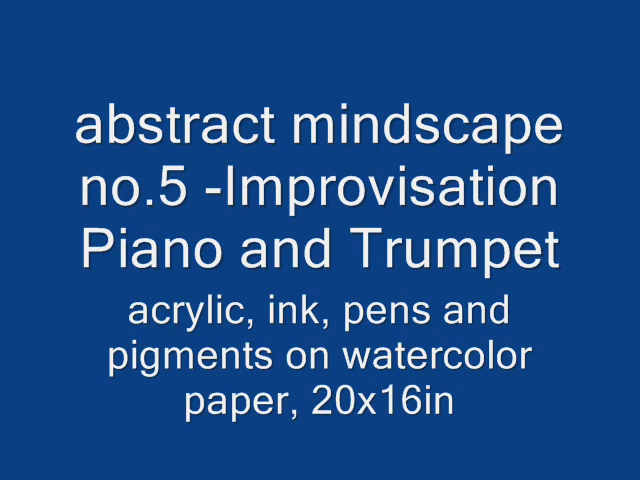 abstract mindscape
no.5 -Improvisation
Piano and Trumpet
acrylic, ink, pens and
pigments on watercolor
paper, 20x16in